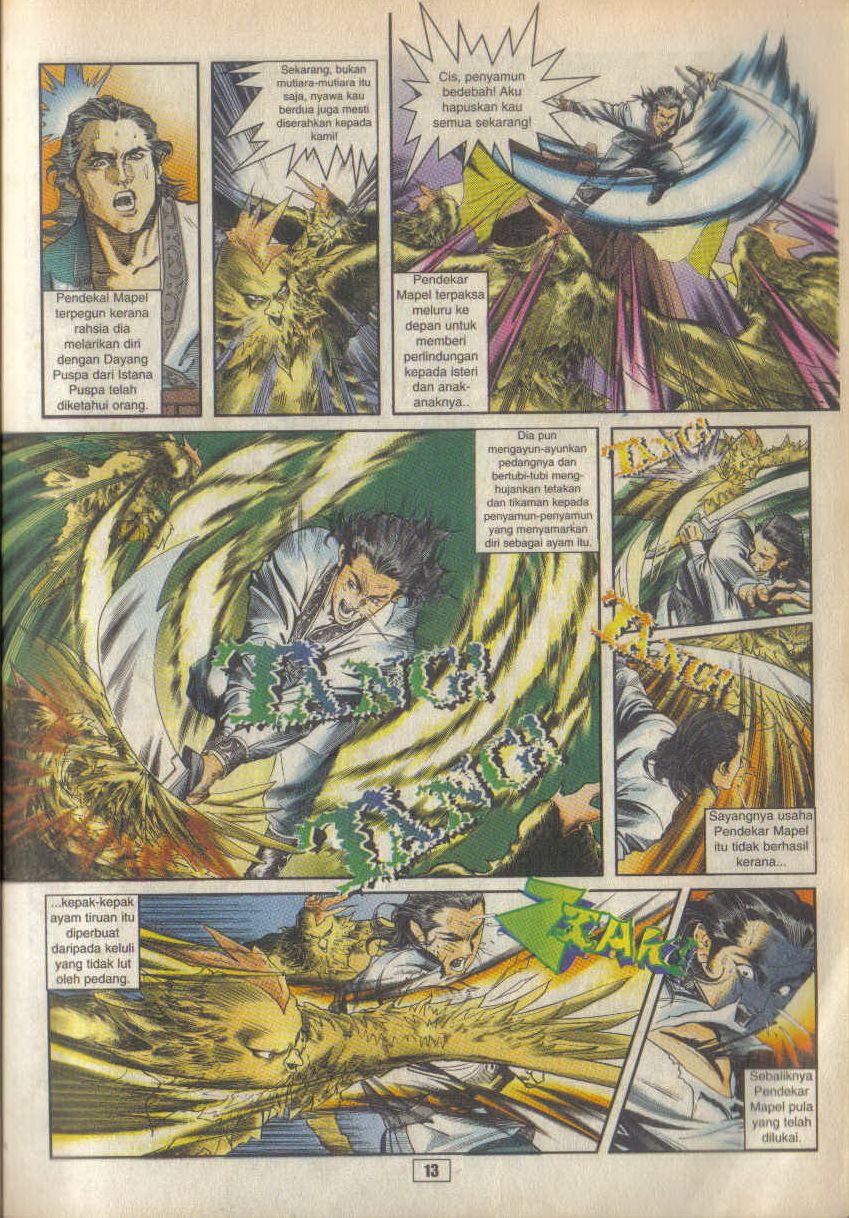 Pendekai Mapel
terpegun kerana
rahsia dia
melarikan diri
dengan Dayang
Puspa dari Istana
Puspa telah
diketahui orang.
Sekarang, bukan
mutiara-mutiara itu
saja, nyawa kau
berdua juga mesti
diserahkan kepada
kami!
Cis, penyamun
bedebah! Aku
hapuskan kau
semua sekarang!
Pendekar
Mapel terpaksa
meluru ke
depan untuk
memberi
perlindungan
kepada isteri
dan anak-
anaknya..
Dia pun
mengayun-ayunkan
pedangnya dan
bertubi-tubi meng-
hujankan tetakan
dan tikaman kepada
penyamun-penyamun
yang menyamarkan
diri sebagai ayam itu.
TANG!
TANG!
TANG!
TANG!
Sayangnya usaha
Pendekar Mapel
itu tidak berhasil
kerana...
...kepak-kepak
ayam tiruan itu
diperbuat
daripada keluli
yang tidak lut
oleh pedang.
Sebaliknya
Pendekar
Mapel pula
yang telah
dilukai.
13